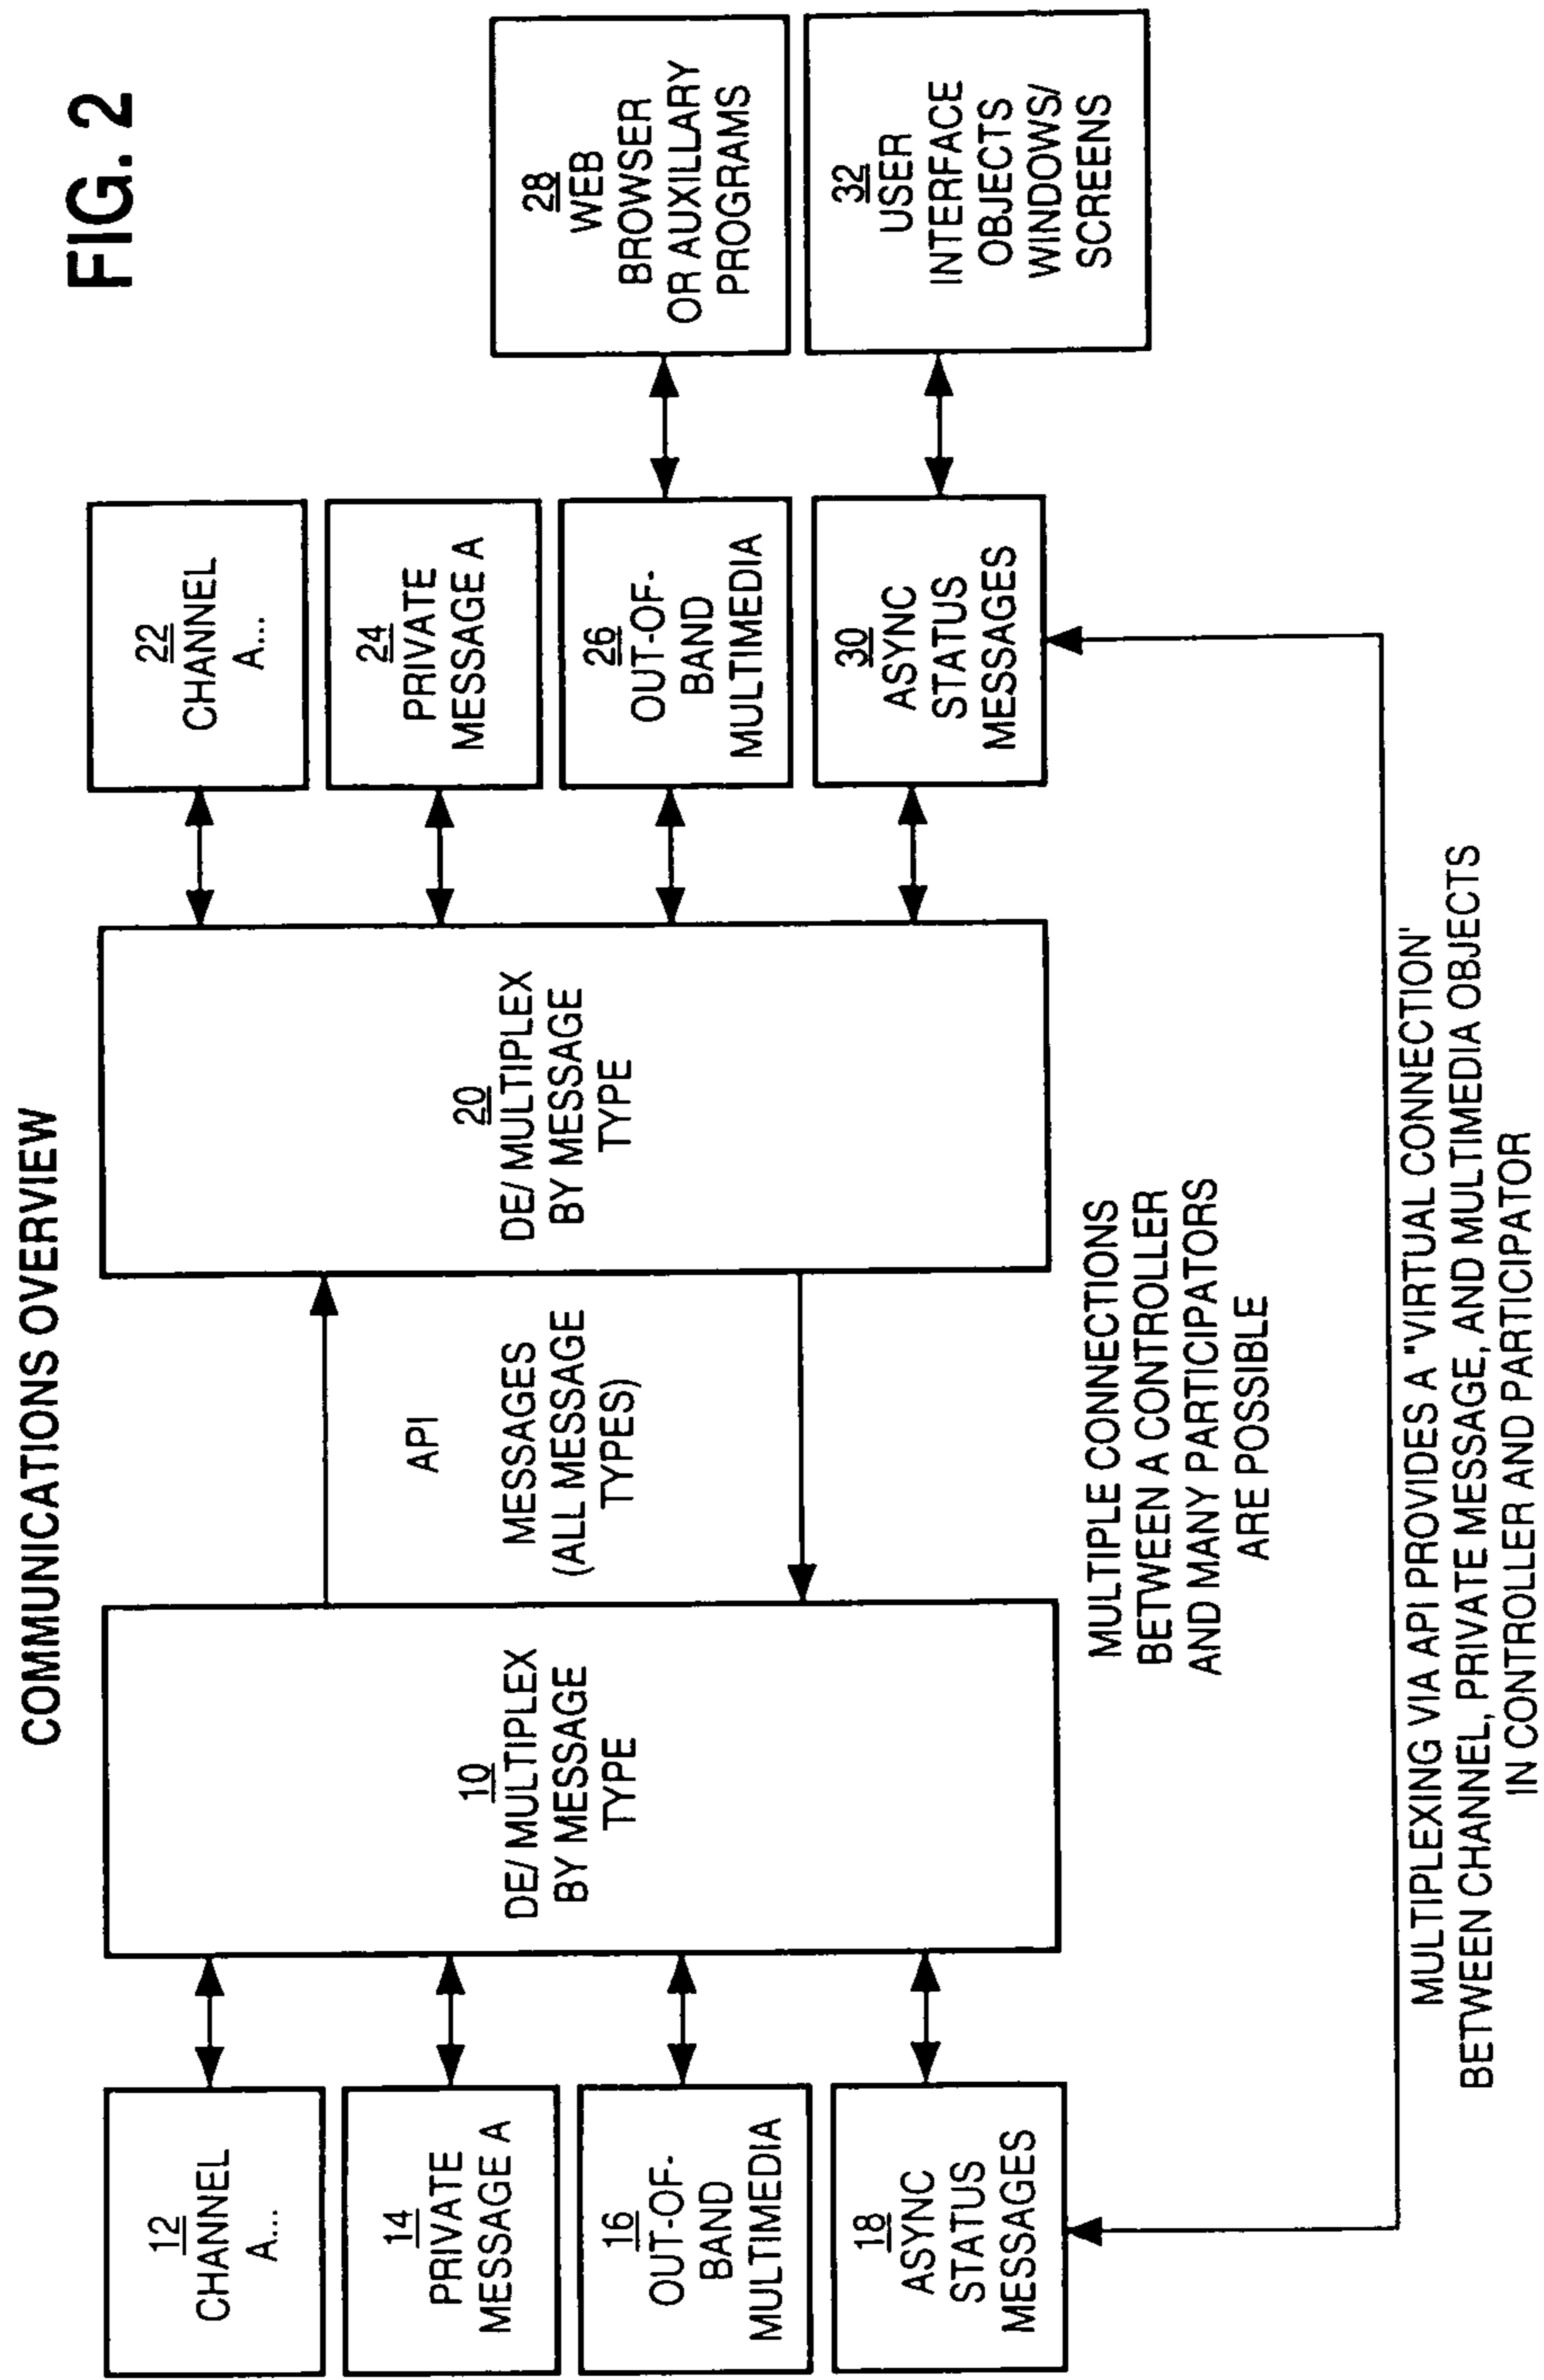 COMMUNICATIONS OVERVIEW
FIG. 2
12
CHANNEL
A...
14
PRIVATE
MESSAGE A
16
OUT-OF-
BAND
MULTIMEDIA
18
ASYNC
STATUS
MESSAGES
10
DE/ MULTIPLEX
BY MESSAGE
TYPE
API
MESSAGES
(ALL MESSAGE
TYPES)
20
DE/ MULTIPLEX
BY MESSAGE
TYPE
22
CHANNEL
A...
24
PRIVATE
MESSAGE A
26
OUT-OF-
BAND
MULTIMEDIA
30
ASYNC
STATUS
MESSAGES
28
WEB
BROWSER
OR AUXILLARY
PROGRAMS
32
USER
INTERFACE
OBJECTS
WINDOWS/
SCREENS
MULTIPLE CONNECTIONS
BETWEEN A CONTROLLER
AND MANY PARTICIPATORS
ARE POSSIBLE
MULTIPLEXING VIA API PROVIDES A "VIRTUAL CONNECTION"
BETWEEN CHANNEL, PRIVATE MESSAGE, AND MULTIMEDIA OBJECTS
IN CONTROLLER AND PARTICIPATOR